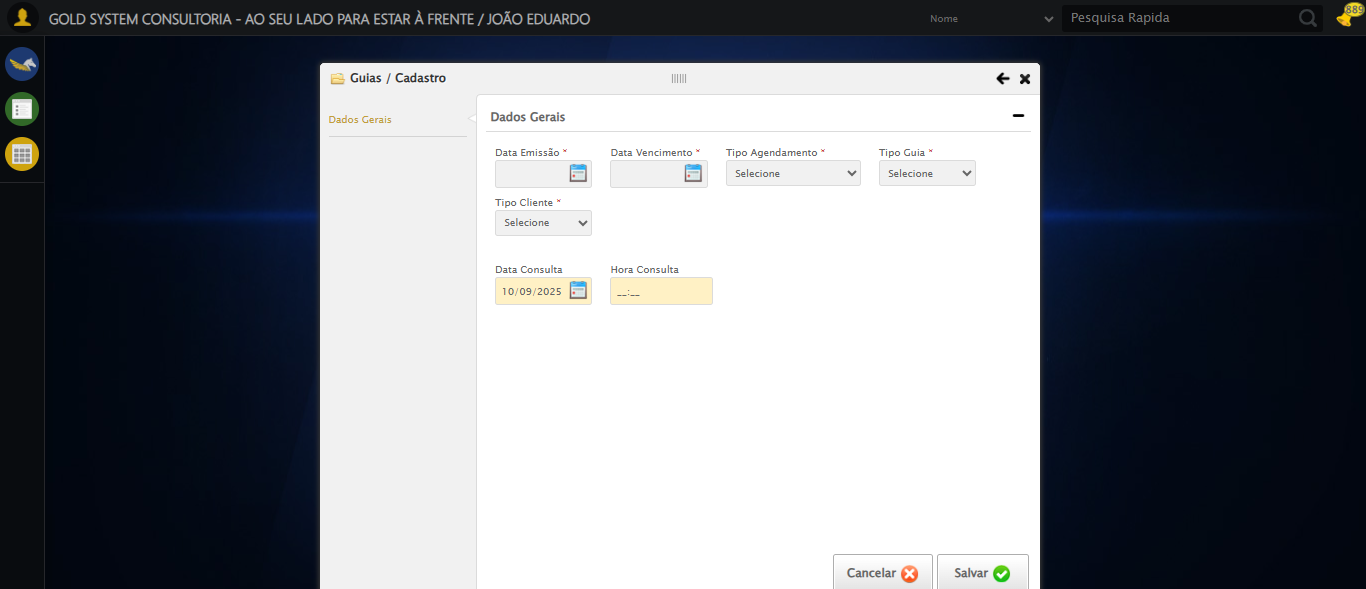 GOLD SYSTEM CONSULTORIA - AO SEU LADO PARA ESTAR À FRENTE / JOÃO EDUARDO
Nome
Pesquisa Rapida
889
Guias / Cadastro
Dados Gerais
Dados Gerais
Data Emissão * Data Vencimento * Tipo Agendamento * Tipo Guia *
Selecione Selecione
Tipo Cliente *
Selecione
Data Consulta Hora Consulta
10/09/2025 __:__
Cancelar Salvar